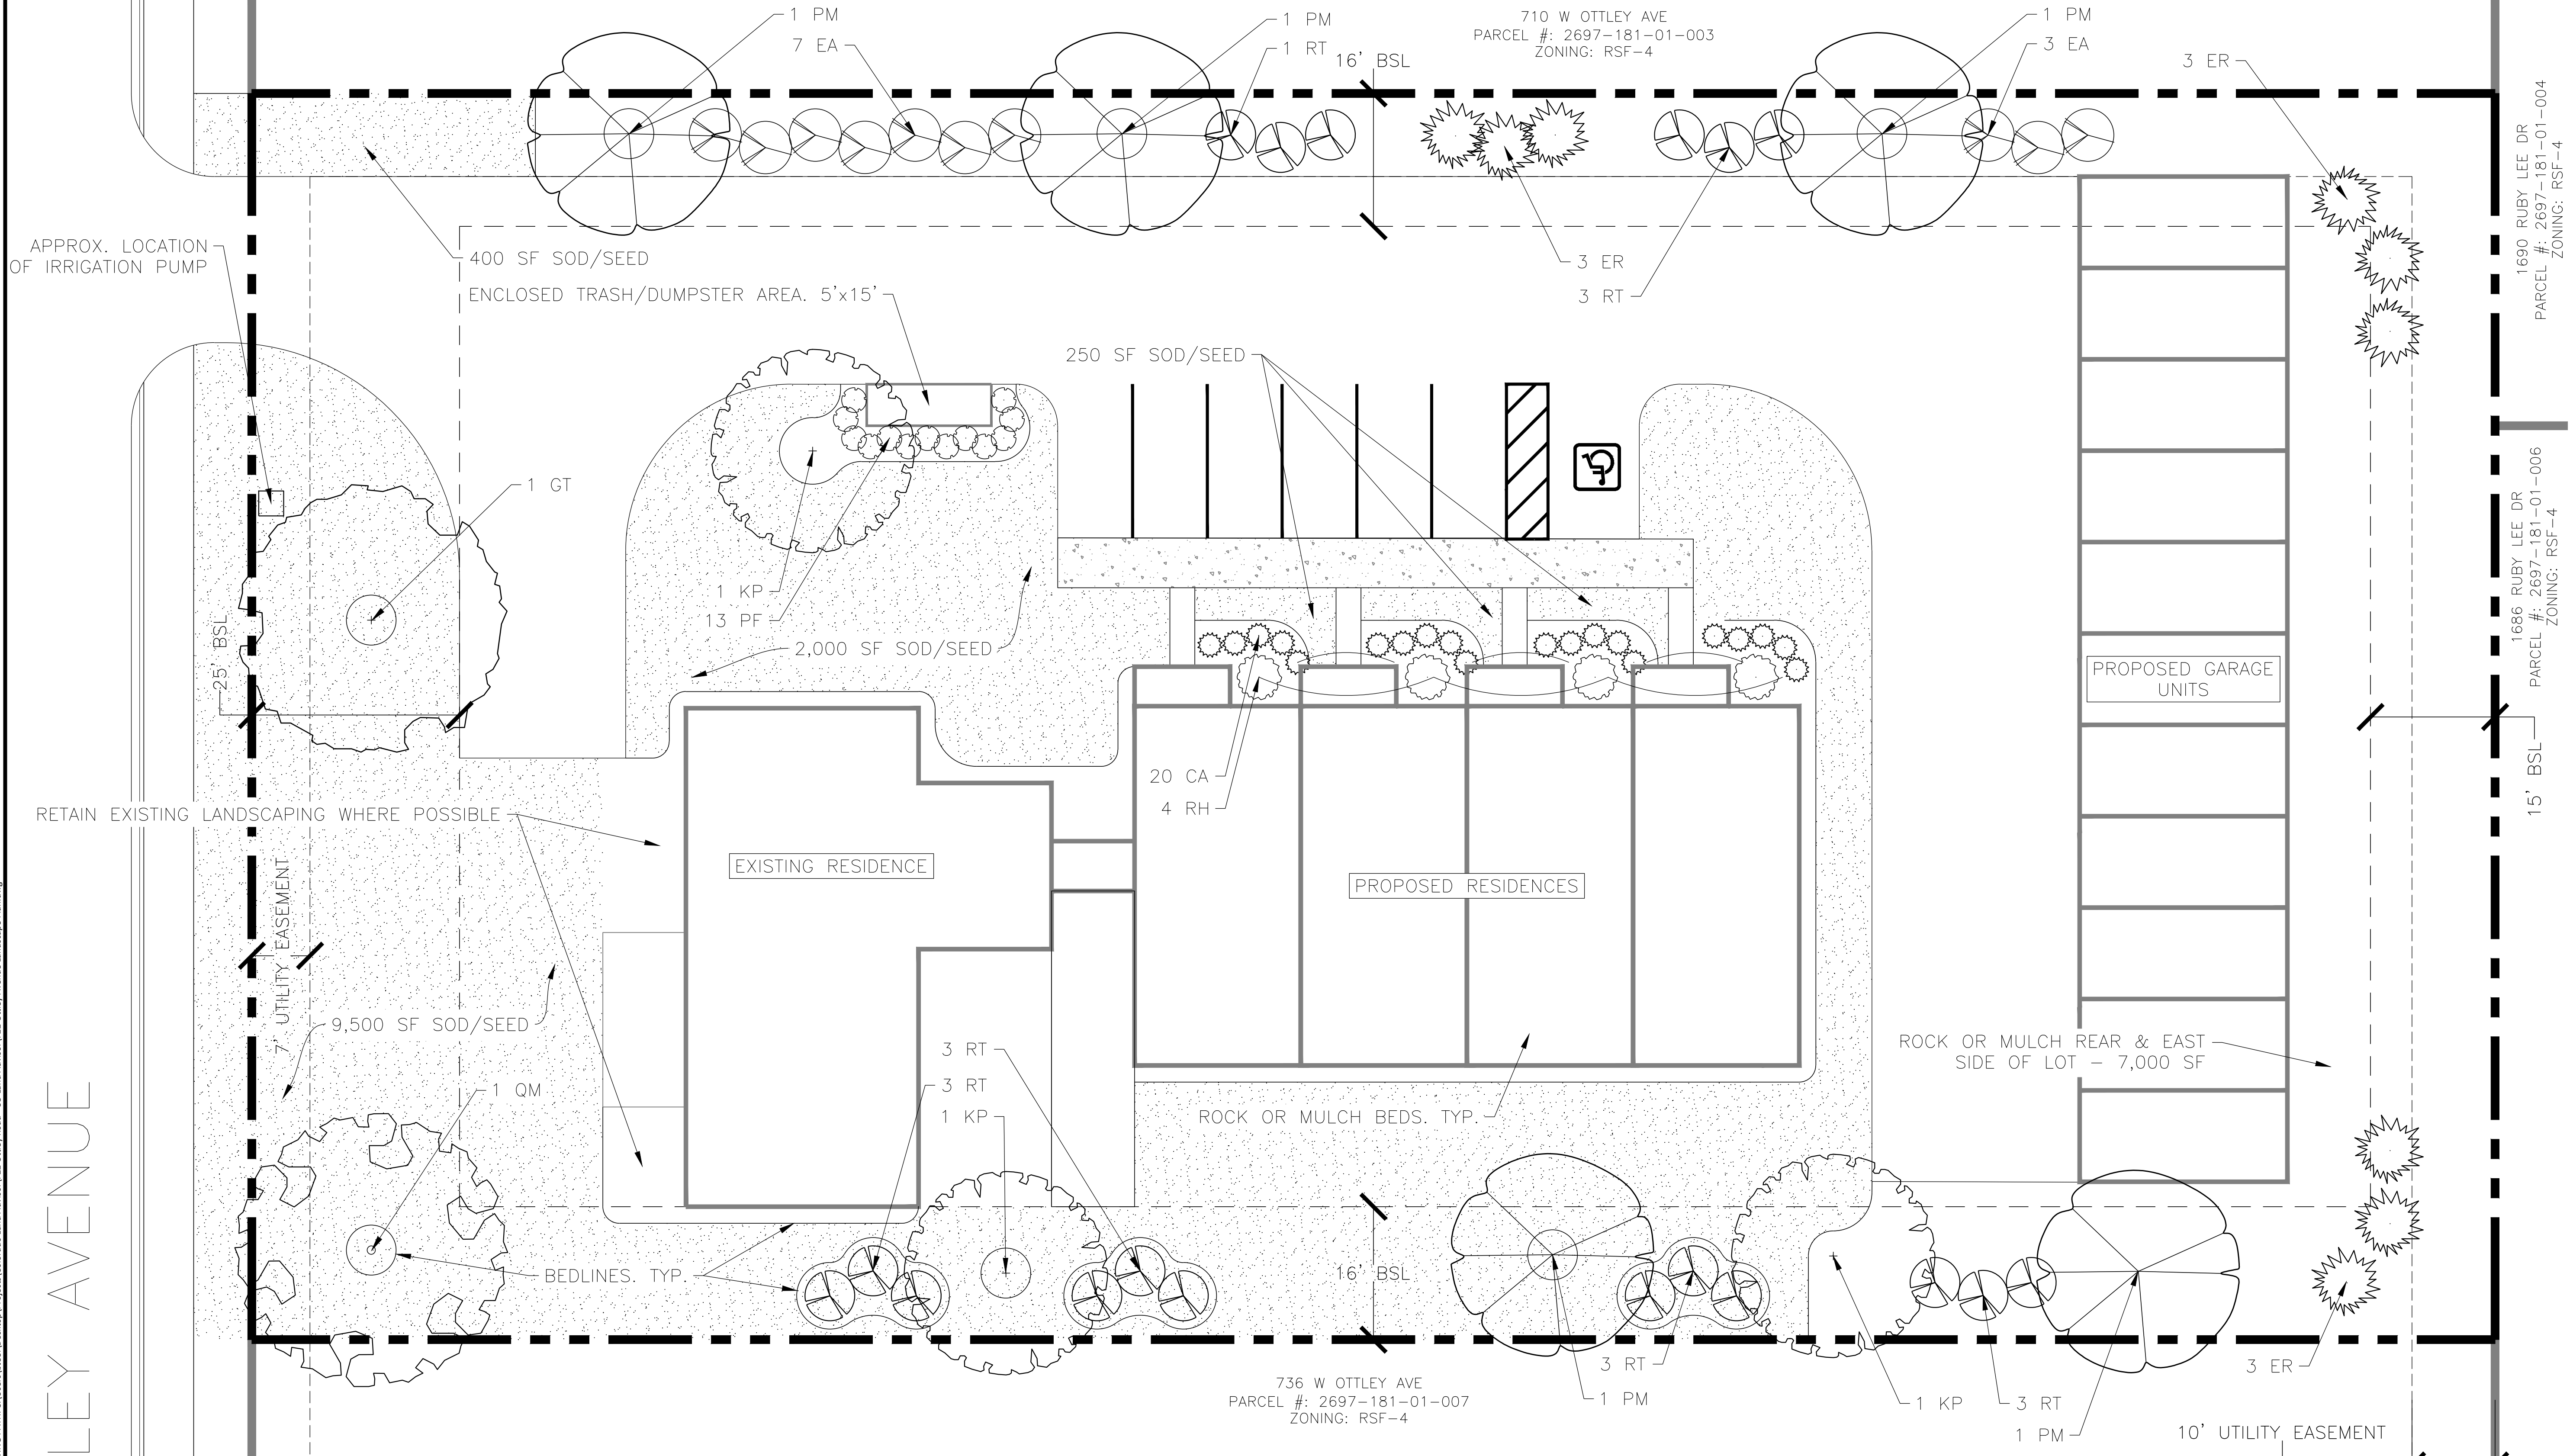 1 PM
7 EA
1 PM
1 RT
16' BSL
710 W OTTLEY AVE
PARCEL #: 2697-181-01-003
ZONING: RSF-4
1 PM
3 EA
3 ER
1690 RUBY LEE DR
PARCEL #: 2697-181-01-004
ZONING: RSF-4
APPROX. LOCATION
OF IRRIGATION PUMP
400 SF SOD/SEED
ENCLOSED TRASH/DUMPSTER AREA. 5'x15'
3 ER
3 RT
250 SF SOD/SEED
1 GT
1686 RUBY LEE DR
PARCEL #: 2697-181-01-006
ZONING: RSF-4
1 KP
13 PF
2,000 SF SOD/SEED
25' BSL
PROPOSED GARAGE
UNITS
15' BSL
20 CA
4 RH
RETAIN EXISTING LANDSCAPING WHERE POSSIBLE
EXISTING RESIDENCE
PROPOSED RESIDENCES
7' UTILITY EASEMENT
9,500 SF SOD/SEED
3 RT
3 RT
1 KP
1 QM
ROCK OR MULCH REAR & EAST
SIDE OF LOT - 7,000 SF
ROCK OR MULCH BEDS. TYP.
LEY AVENUE
BEDLINES. TYP.
16' BSL
3 RT
1 PM
736 W OTTLEY AVE
PARCEL #: 2697-181-01-007
ZONING: RSF-4
1 KP
3 RT
1 PM
3 ER
10' UTILITY EASEMENT